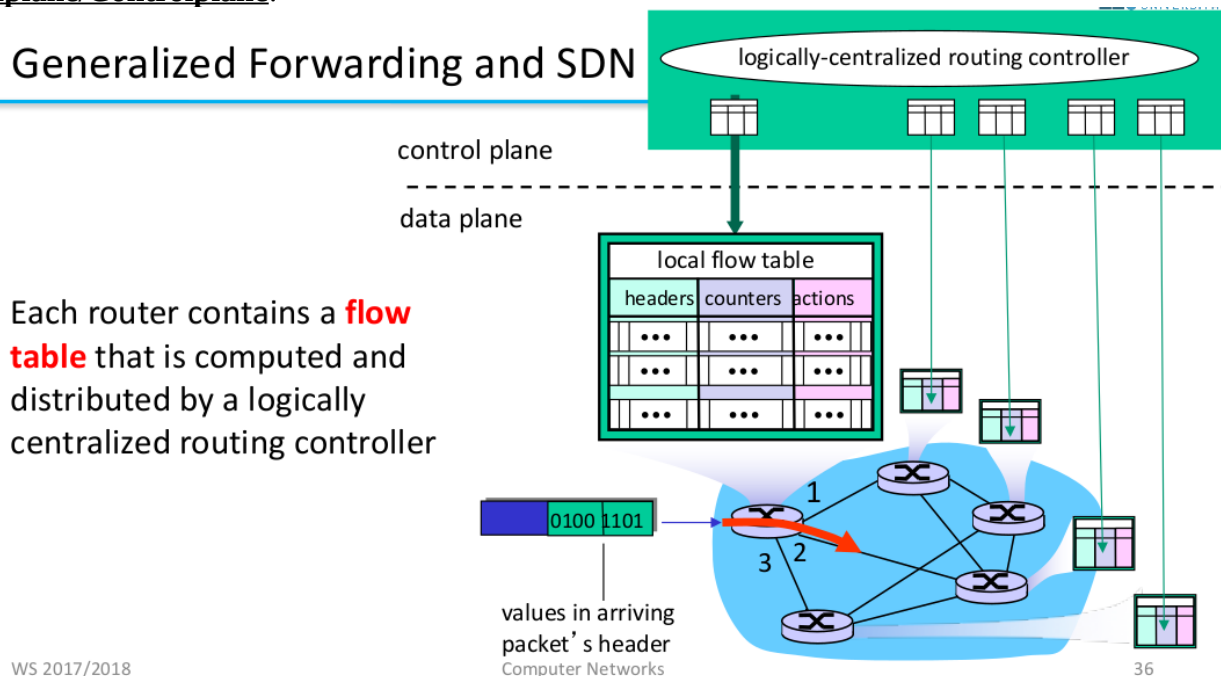 Generalized Forwarding and SDN
logically-centralized routing controller
control plane
data plane
local flow table
headers counters actions
Each router contains a flow
table that is computed and
distributed by a logically
centralized routing controller
0100 1101
1
2
3
values in arriving
packet’s header
WS 2017/2018
Computer Networks
36